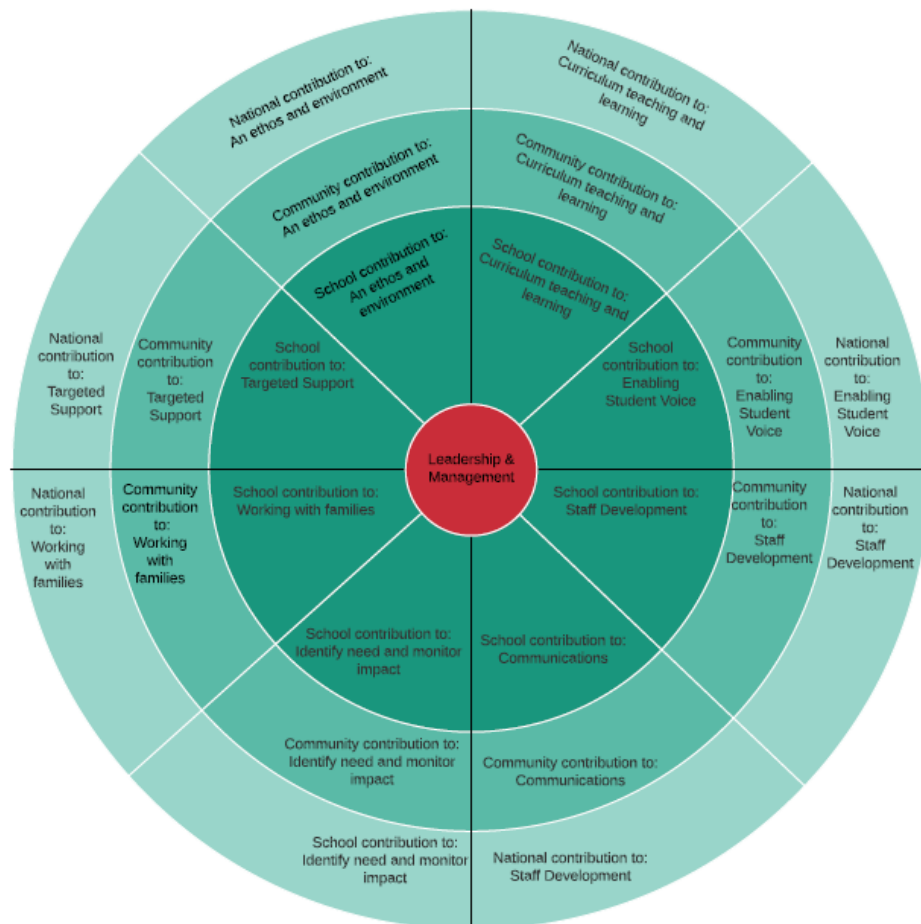 National contribution to:
An ethos and environment
National contribution to:
Curriculum teaching and
learning
Community contribution to:
An ethos and environment
Community contribution to:
Curriculum teaching and
learning
School contribution to:
An ethos and
environment
School contribution to:
Curriculum teaching and
learning
National
contribution
to:
Targeted
Support
Community
contribution
to:
Targeted
Support
School
contribution to:
Targeted Support
School
contribution to:
Enabling
Student Voice
Community
contribution
to:
Enabling
Student
Voice
National
contribution
to:
Enabling
Student
Voice
Leadership &
Management
National
contribution
to:
Working
with
families
Community
contribution
to:
Working
with
families
School contribution to:
Working with families
School contribution to:
Staff Development
Community
contribution
to:
Staff
Development
National
contribution
to:
Staff
Development
School contribution to:
Identify need and monitor
impact
School contribution to:
Communications
Community contribution to:
Identify need and monitor
impact
Community contribution to:
Communications
School contribution to:
Identify need and monitor
impact
National contribution to:
Staff Development